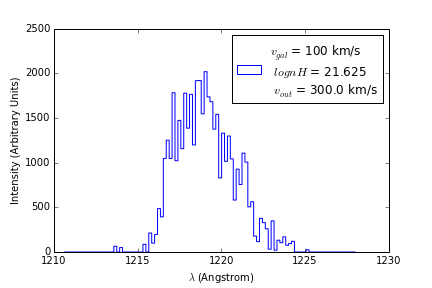 2500
2000
1500
1000
500
0
Intensity (Arbitrary Units)
v_gal = 100 km/s
lognH = 21.625
v_out = 300.0 km/s
1210 1215 1220 1225 1230
λ (Angstrom)